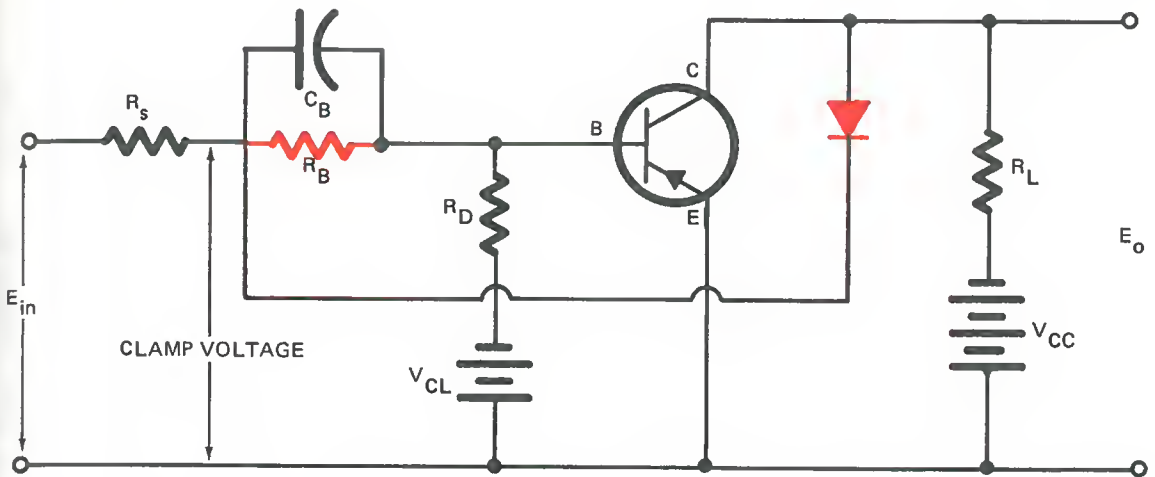 C
C_B
R_s
B
R_B
R_L
R_D
E
E_o
E_in
CLAMP VOLTAGE
V_CC
V_CL